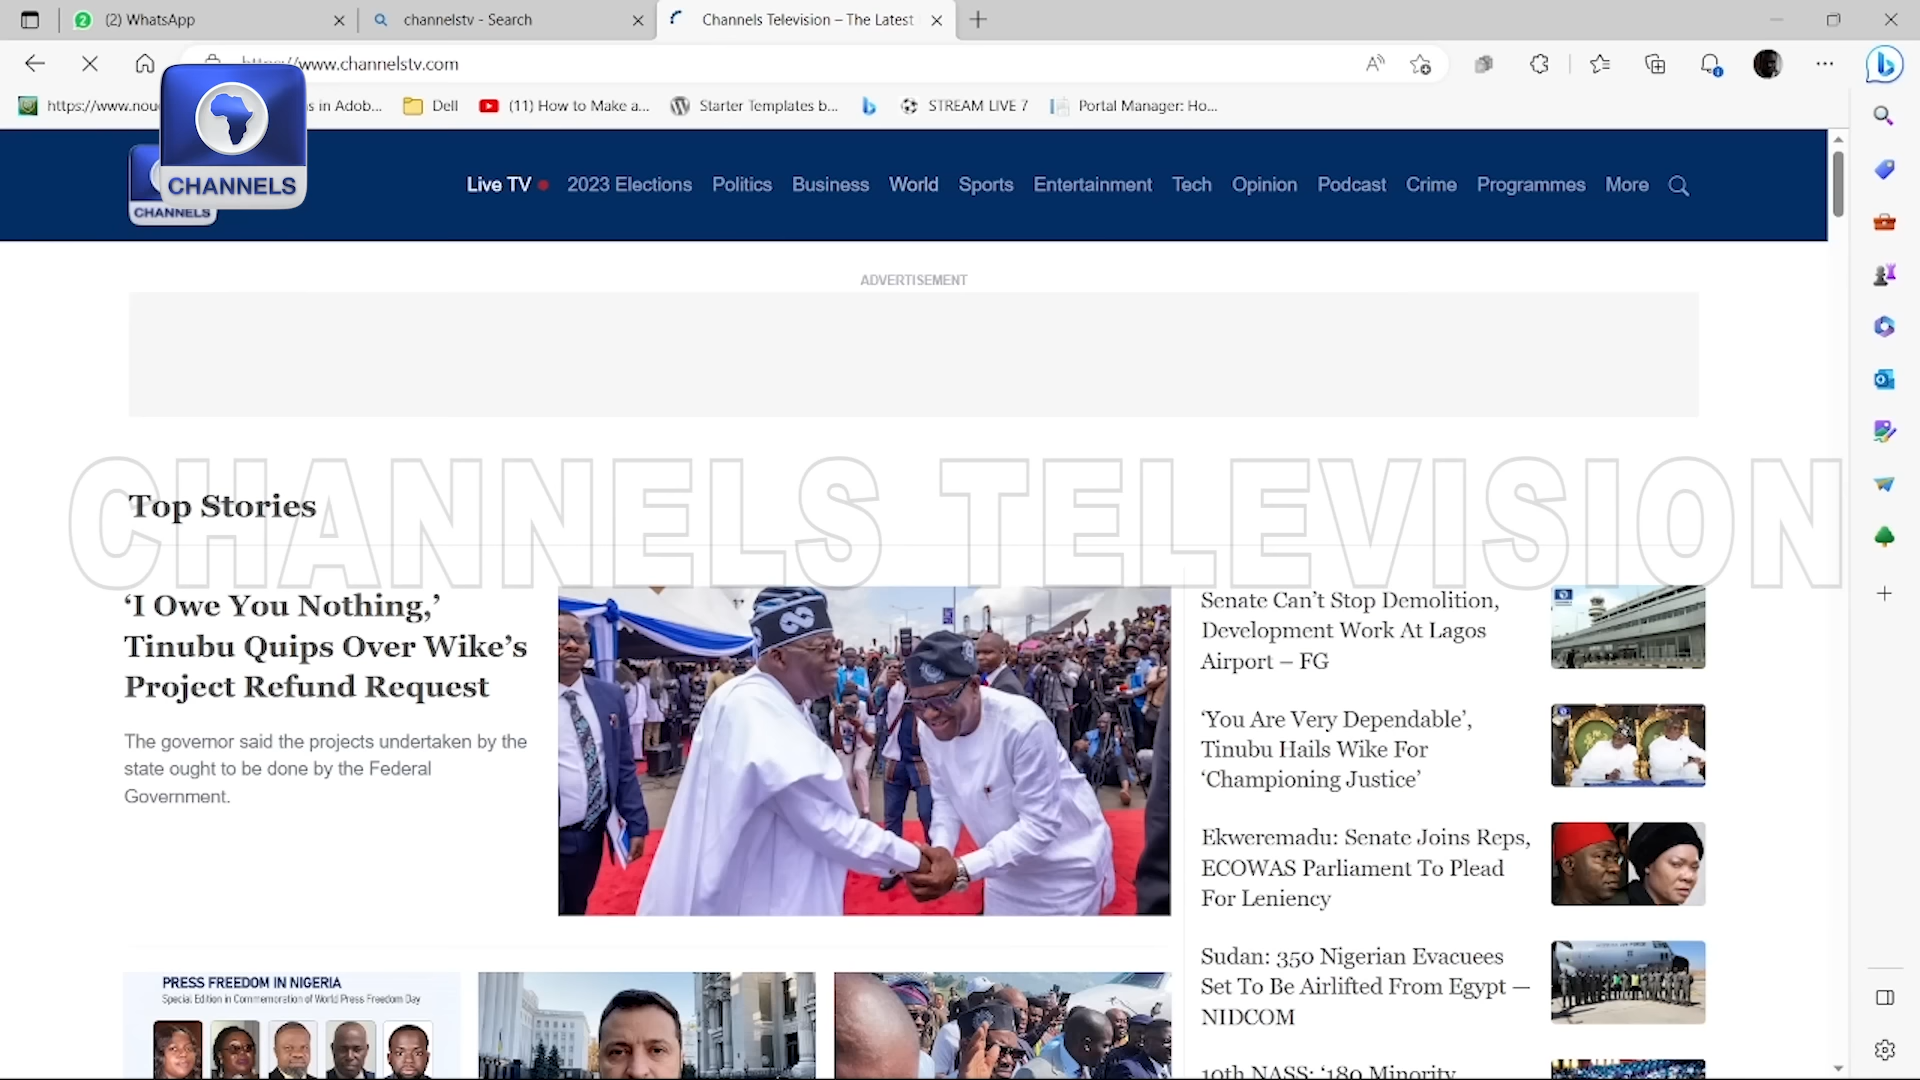 (2) WhatsApp
channelstv - Search
Channels Television – The Latest
https://www.channelstv.com
https://www.nou
s in Adob...
Dell
(11) How to Make a...
Starter Templates b...
STREAM LIVE 7
Portal Manager: Ho...
CHANNELS
CHANNELS
Live TV
2023 Elections
Politics
Business
World
Sports
Entertainment
Tech
Opinion
Podcast
Crime
Programmes
More
ADVERTISEMENT
CHANNELS TELEVISION
Top Stories
‘I Owe You Nothing,’
Tinubu Quips Over Wike’s
Project Refund Request
The governor said the projects undertaken by the
state ought to be done by the Federal
Government.
Senate Can’t Stop Demolition,
Development Work At Lagos
Airport – FG
‘You Are Very Dependable’,
Tinubu Hails Wike For
‘Championing Justice’
Ekweremadu: Senate Joins Reps,
ECOWAS Parliament To Plead
For Leniency
Sudan: 350 Nigerian Evacuees
Set To Be Airlifted From Egypt —
NIDCOM
10th NASS: ‘180 Minority
PRESS FREEDOM IN NIGERIA
Special Edition in Commemoration of World Press Freedom Day